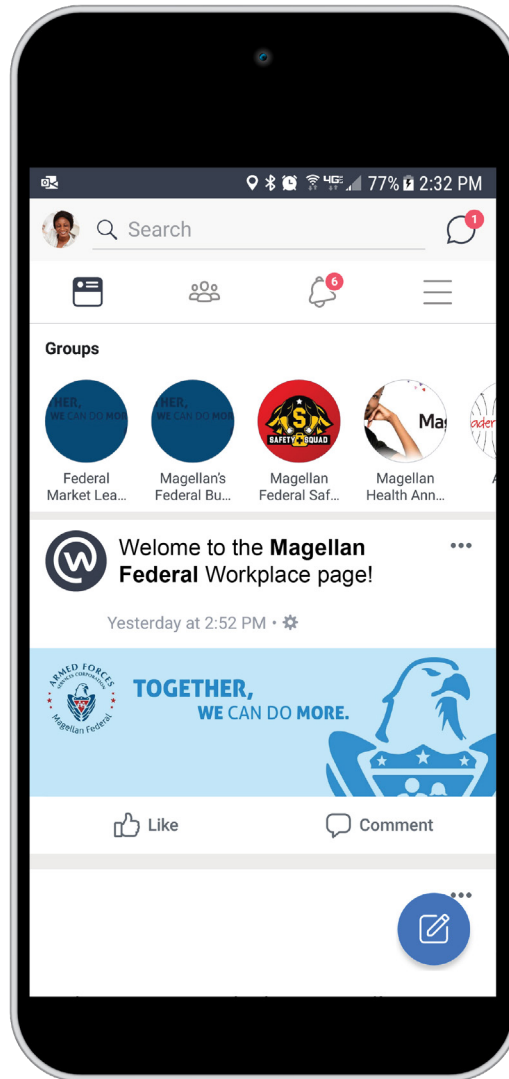 77% 2:32 PM
Search
1
6
Groups
HER,
WE CAN DO MOR
HER,
WE CAN DO MOR
S
SAFETY SQUAD
Mag
ader
Federal
Market Lea...
Magellan's
Federal Bu...
Magellan
Federal Saf...
Magellan
Health Ann...
A
Welome to the Magellan
Federal Workplace page!
Yesterday at 2:52 PM
ARMED FORCES
SERVICES CORPORATION
Magellan Federal
TOGETHER,
WE CAN DO MORE.
Like
Comment